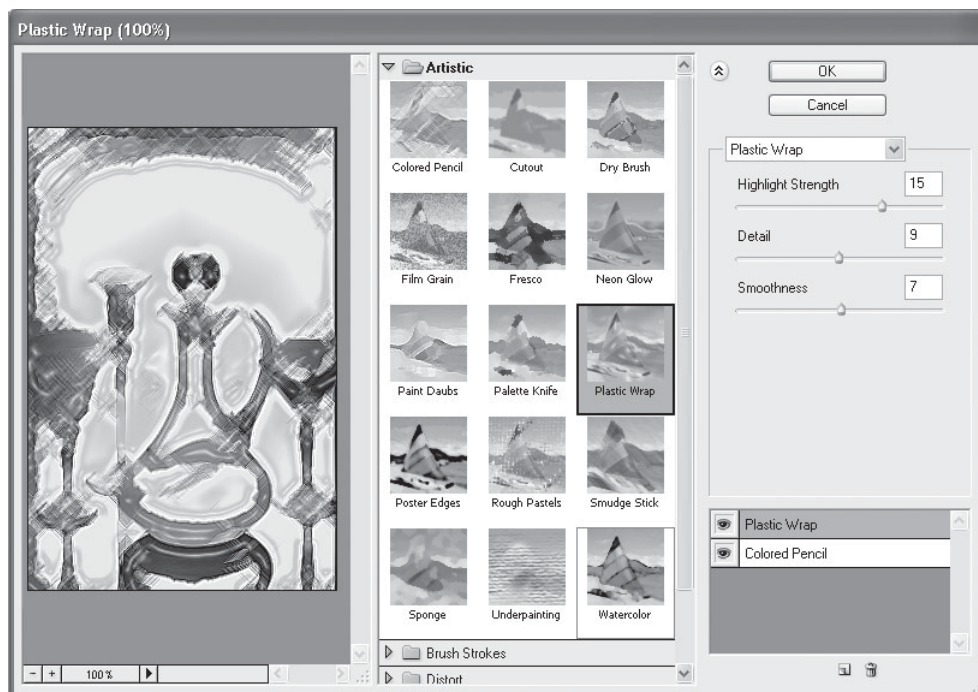 Plastic Wrap (100%)
Artistic
Colored Pencil
Cutout
Dry Brush
Film Grain
Fresco
Neon Glow
Paint Daubs
Palette Knife
Plastic Wrap
Poster Edges
Rough Pastels
Smudge Stick
Sponge
Underpainting
Watercolor
Brush Strokes
Distort
- + 100%
OK
Cancel
Plastic Wrap
Highlight Strength 15
Detail 9
Smoothness 7
Plastic Wrap
Colored Pencil